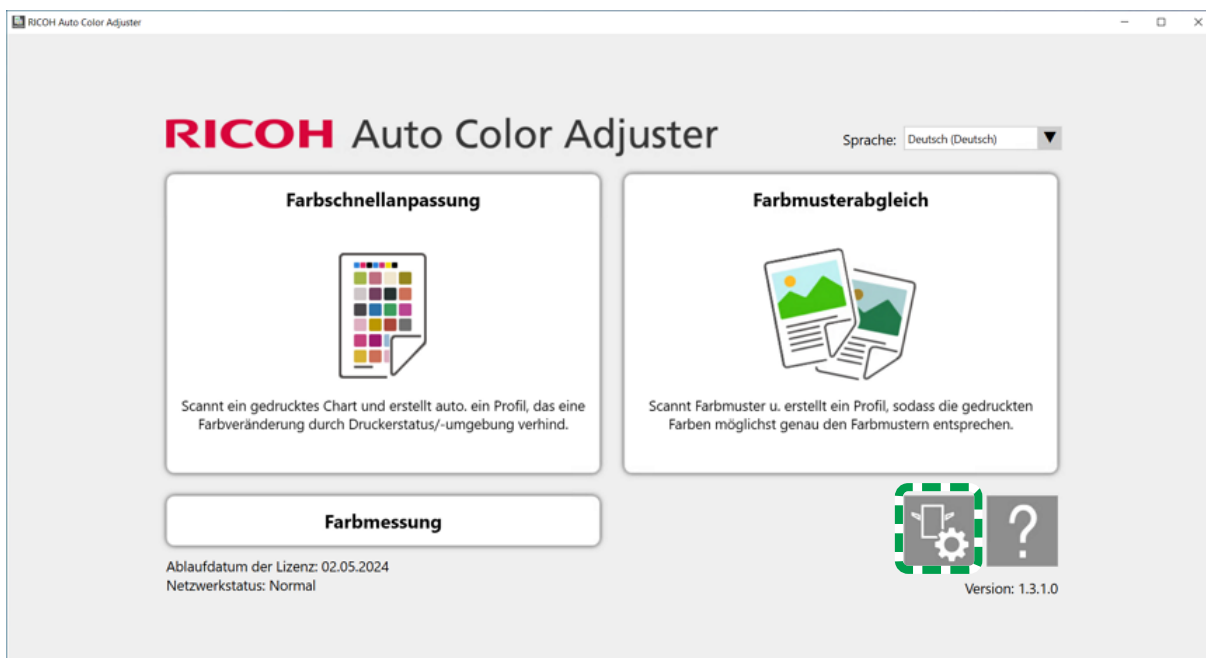 RICOH Auto Color Adjuster
RICOH Auto Color Adjuster
Sprache: Deutsch (Deutsch)
Farbschnellanpassung
Scannt ein gedrucktes Chart und erstellt auto. ein Profil, das eine
Farbveränderung durch Druckerstatus/-umgebung verhind.
Farbmusterabgleich
Scannt Farbmuster u. erstellt ein Profil, sodass die gedruckten
Farben möglichst genau den Farbmustern entsprechen.
Farbmessung
?
Ablaufdatum der Lizenz: 02.05.2024
Netzwerkstatus: Normal
Version: 1.3.1.0